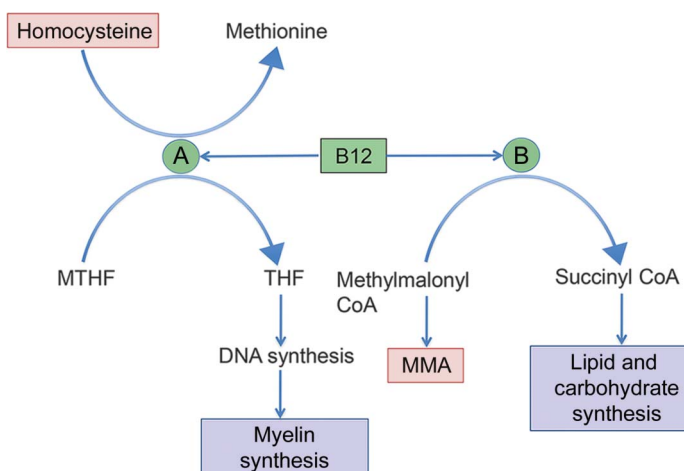 Homocysteine
Methionine
A
B12
B
MTHF
THF
Methylmalonyl
CoA
Succinyl CoA
DNA synthesis
MMA
Lipid and
carbohydrate
synthesis
Myelin
synthesis